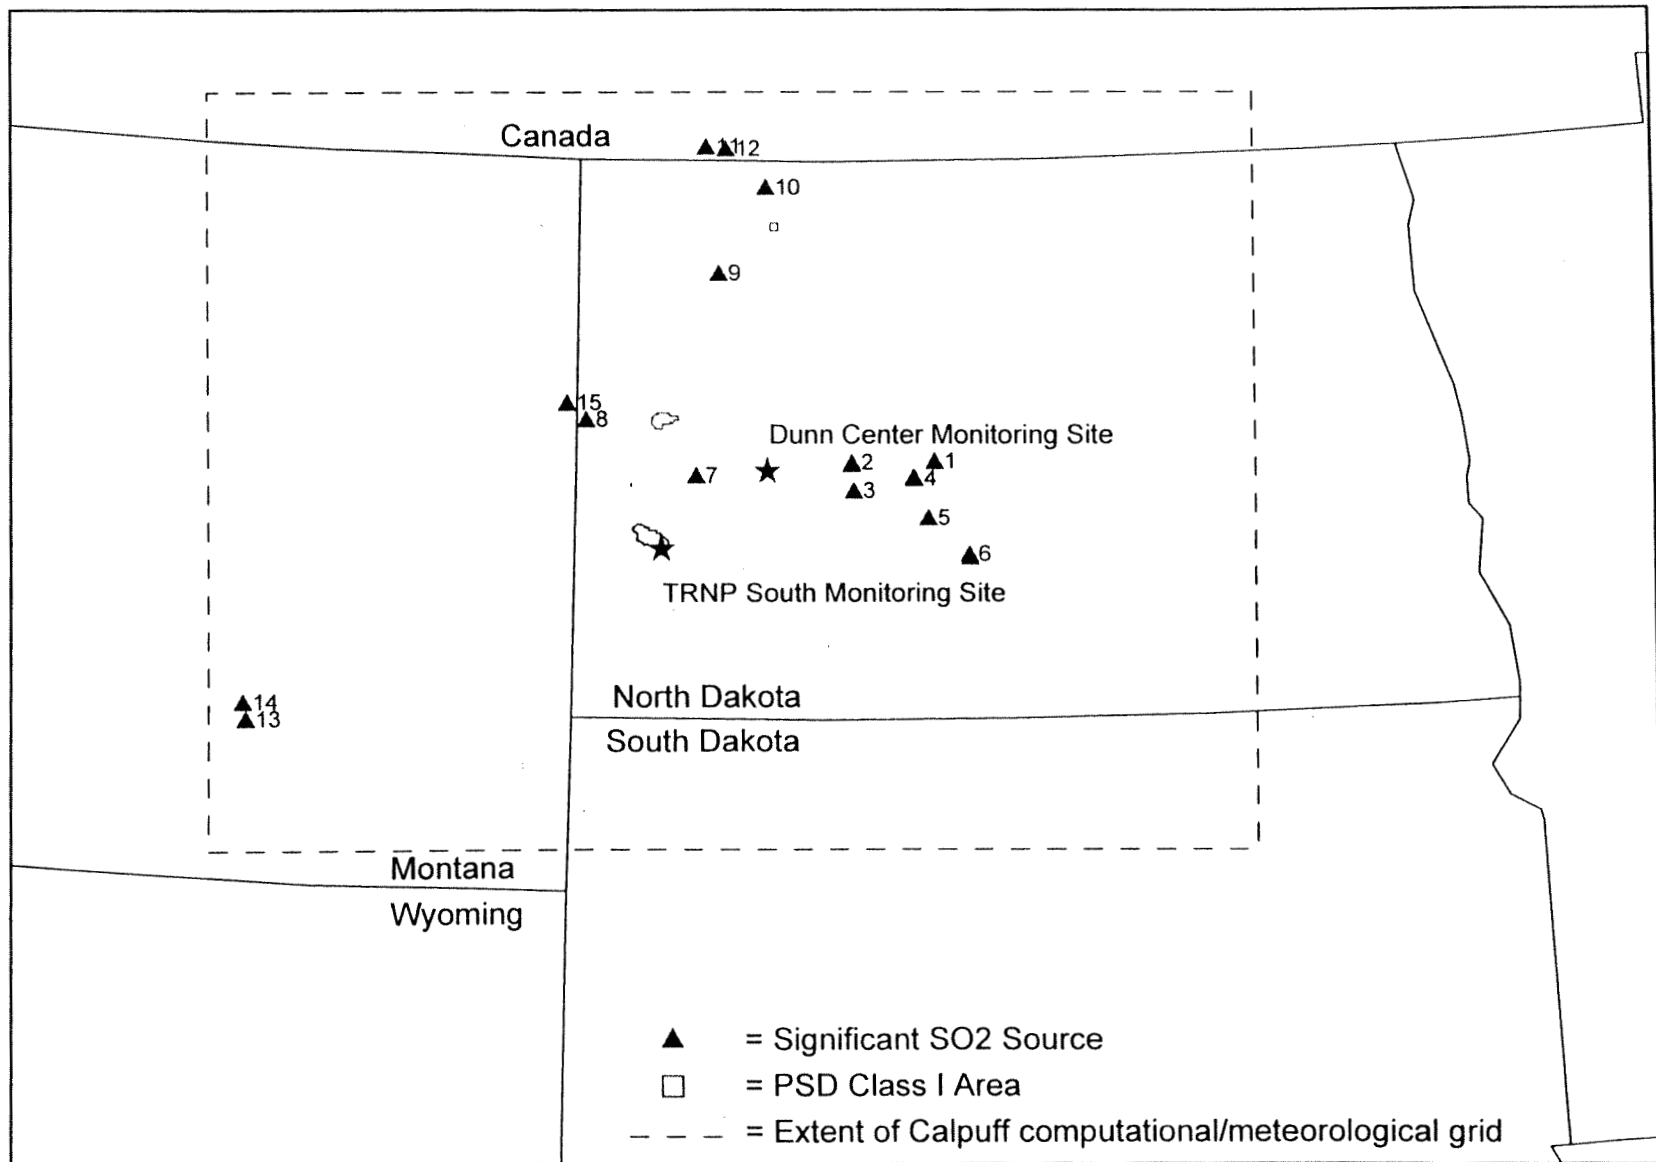 Canada
11 12
10
9
15
8
Dunn Center Monitoring Site
2 1
7 4
3
5
6
TRNP South Monitoring Site
14
13
North Dakota
South Dakota
Montana
Wyoming
= Significant SO2 Source
= PSD Class I Area
= Extent of Calpuff computational/meteorological grid